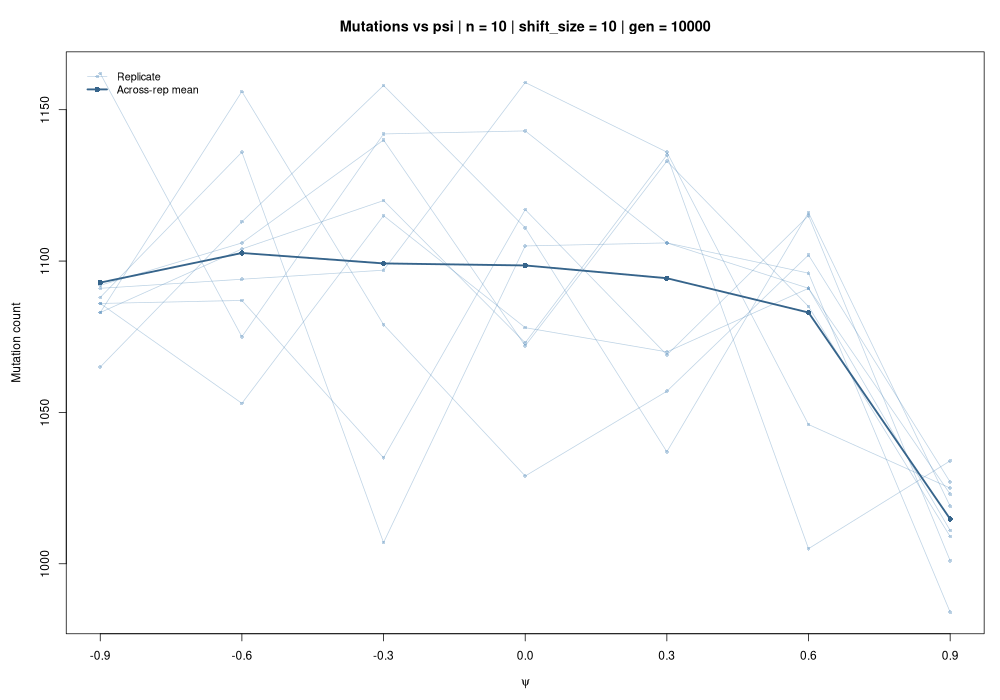 Mutations vs psi | n = 10 | shift_size = 10 | gen = 10000
Replicate
Across-rep mean
Mutation count
1150
1100
1050
1000
-0.9 -0.6 -0.3 0.0 0.3 0.6 0.9
ψ